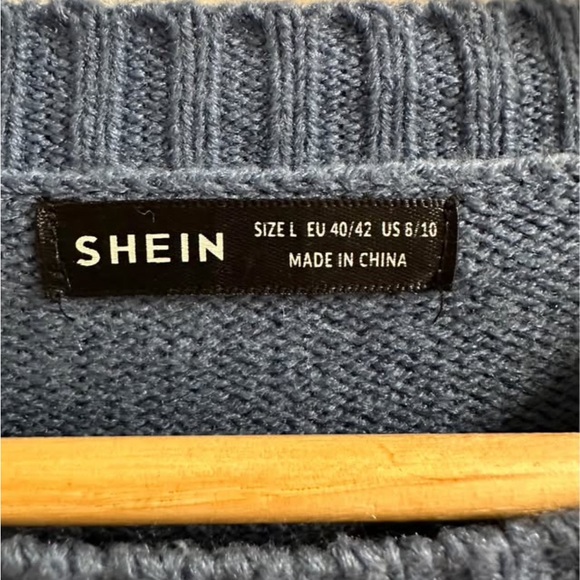 SHEIN
SIZE L EU 40/42 US 8/10
MADE IN CHINA